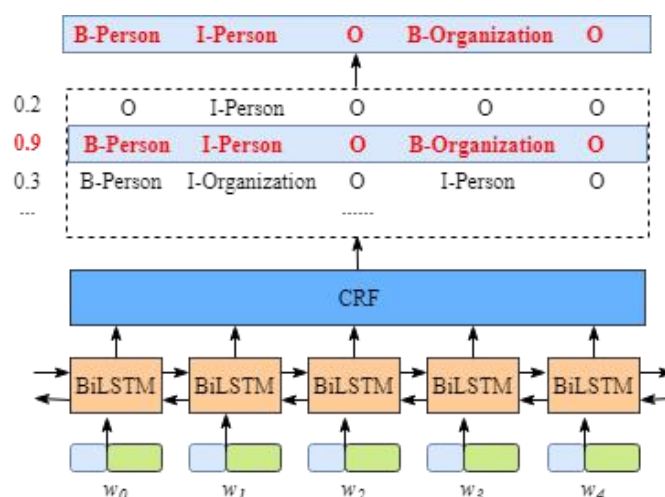 B-Person I-Person O B-Organization O
0.2 O I-Person O O O
0.9 B-Person I-Person O B-Organization O
0.3 B-Person I-Organization O I-Person O
... ......
CRF
BiLSTM BiLSTM BiLSTM BiLSTM BiLSTM
w0 w1 w2 w3 w4